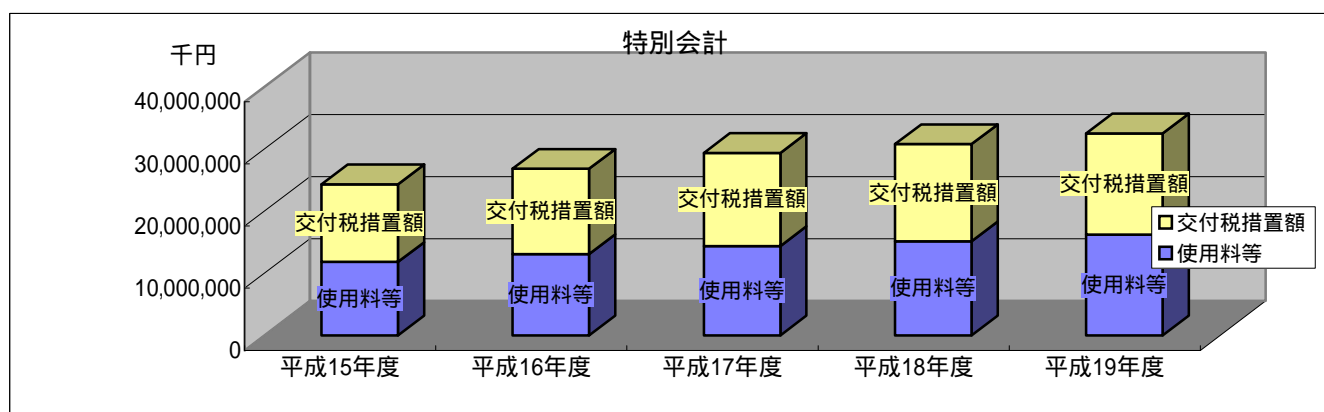 特別会計
千円
40,000,000
30,000,000
20,000,000
10,000,000
0
交付税措置額
交付税措置額
交付税措置額
交付税措置額
交付税措置額
使用料等
使用料等
使用料等
使用料等
使用料等
交付税措置額
使用料等
平成15年度
平成16年度
平成17年度
平成18年度
平成19年度